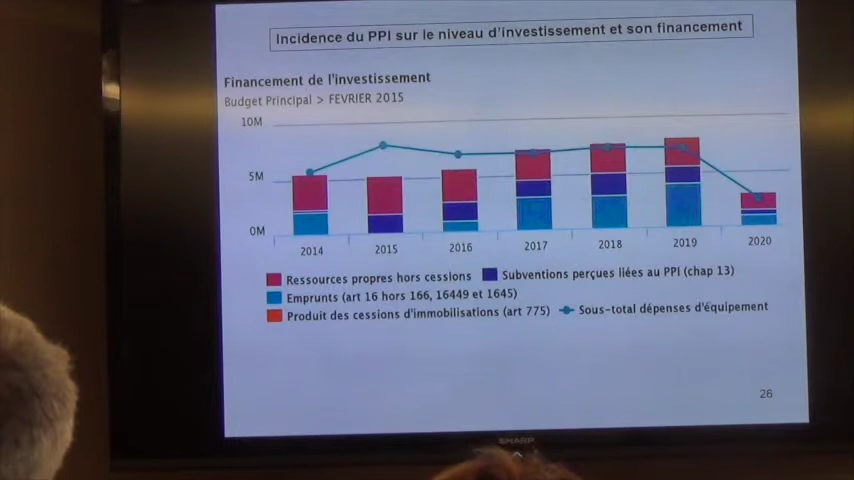 Incidence du PPI sur le niveau d'investissement et son financement
Financement de l'investissement
Budget Principal > FEVRIER 2015
10M
5M
0M
2014 2015 2016 2017 2018 2019 2020
Ressources propres hors cessions Subventions perçues liées au PPI (chap 13)
Emprunts (art 16 hors 166, 16449 et 1645)
Produit des cessions d'immobilisations (art 775) Sous-total dépenses d'équipement
26
SHARP